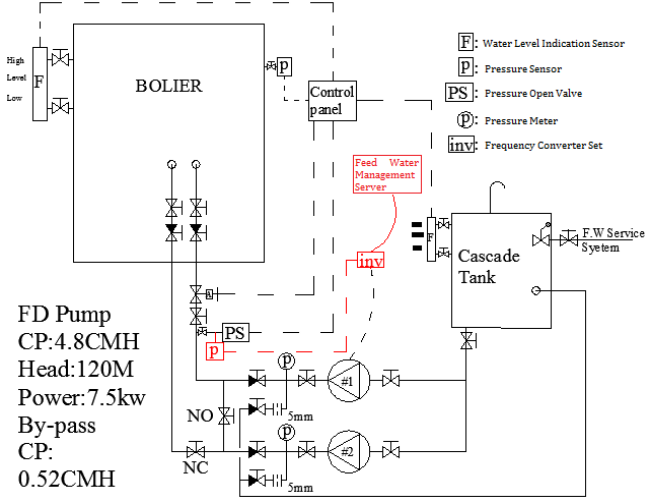 High
Level
Low
F
BOLIER
p
Control
panel
F : Water Level Indication Sensor
p : Pressure Sensor
PS : Pressure Open Valve
p : Pressure Meter
inv : Frequency Converter Set
Feed Water
Management
Server
F
inv
F.W Service
Syetem
Cascade
Tank
PS
p
FD Pump
CP:4.8CMH
Head:120M
Power:7.5kw
By-pass
CP:
0.52CMH
p
#1
5mm
NO
p
#2
NC
5mm